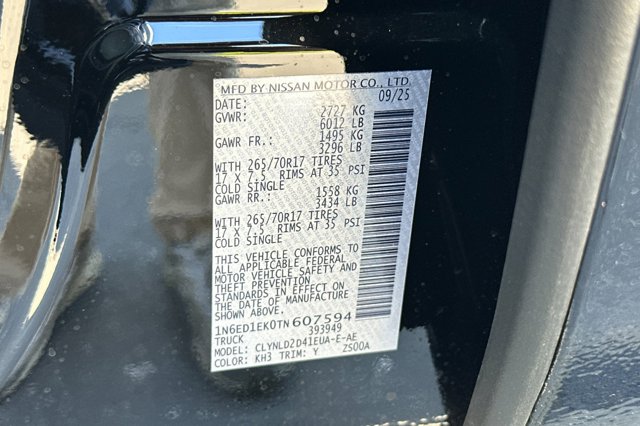 MFD BY NISSAN MOTOR CO., LTD.
DATE: 09/25
GVWR: 2727 KG
6012 LB
GAWR FR.: 1495 KG
3296 LB
WITH 265/70R17 TIRES
17 X 7.5 RIMS AT 35 PSI
COLD SINGLE
GAWR RR.: 1558 KG
3434 LB
WITH 265/70R17 TIRES
17 X 7.5 RIMS AT 35 PSI
COLD SINGLE
THIS VEHICLE CONFORMS TO
ALL APPLICABLE FEDERAL
MOTOR VEHICLE SAFETY AND
THEFT PREVENTION
STANDARDS IN EFFECT ON
THE DATE OF MANUFACTURE
SHOWN ABOVE.
1N6ED1EK0TN607594
TRUCK 393949
MODEL: CLYNLDZD41EUA-E-AE
COLOR: KH3 TRIM: Y ZS00A